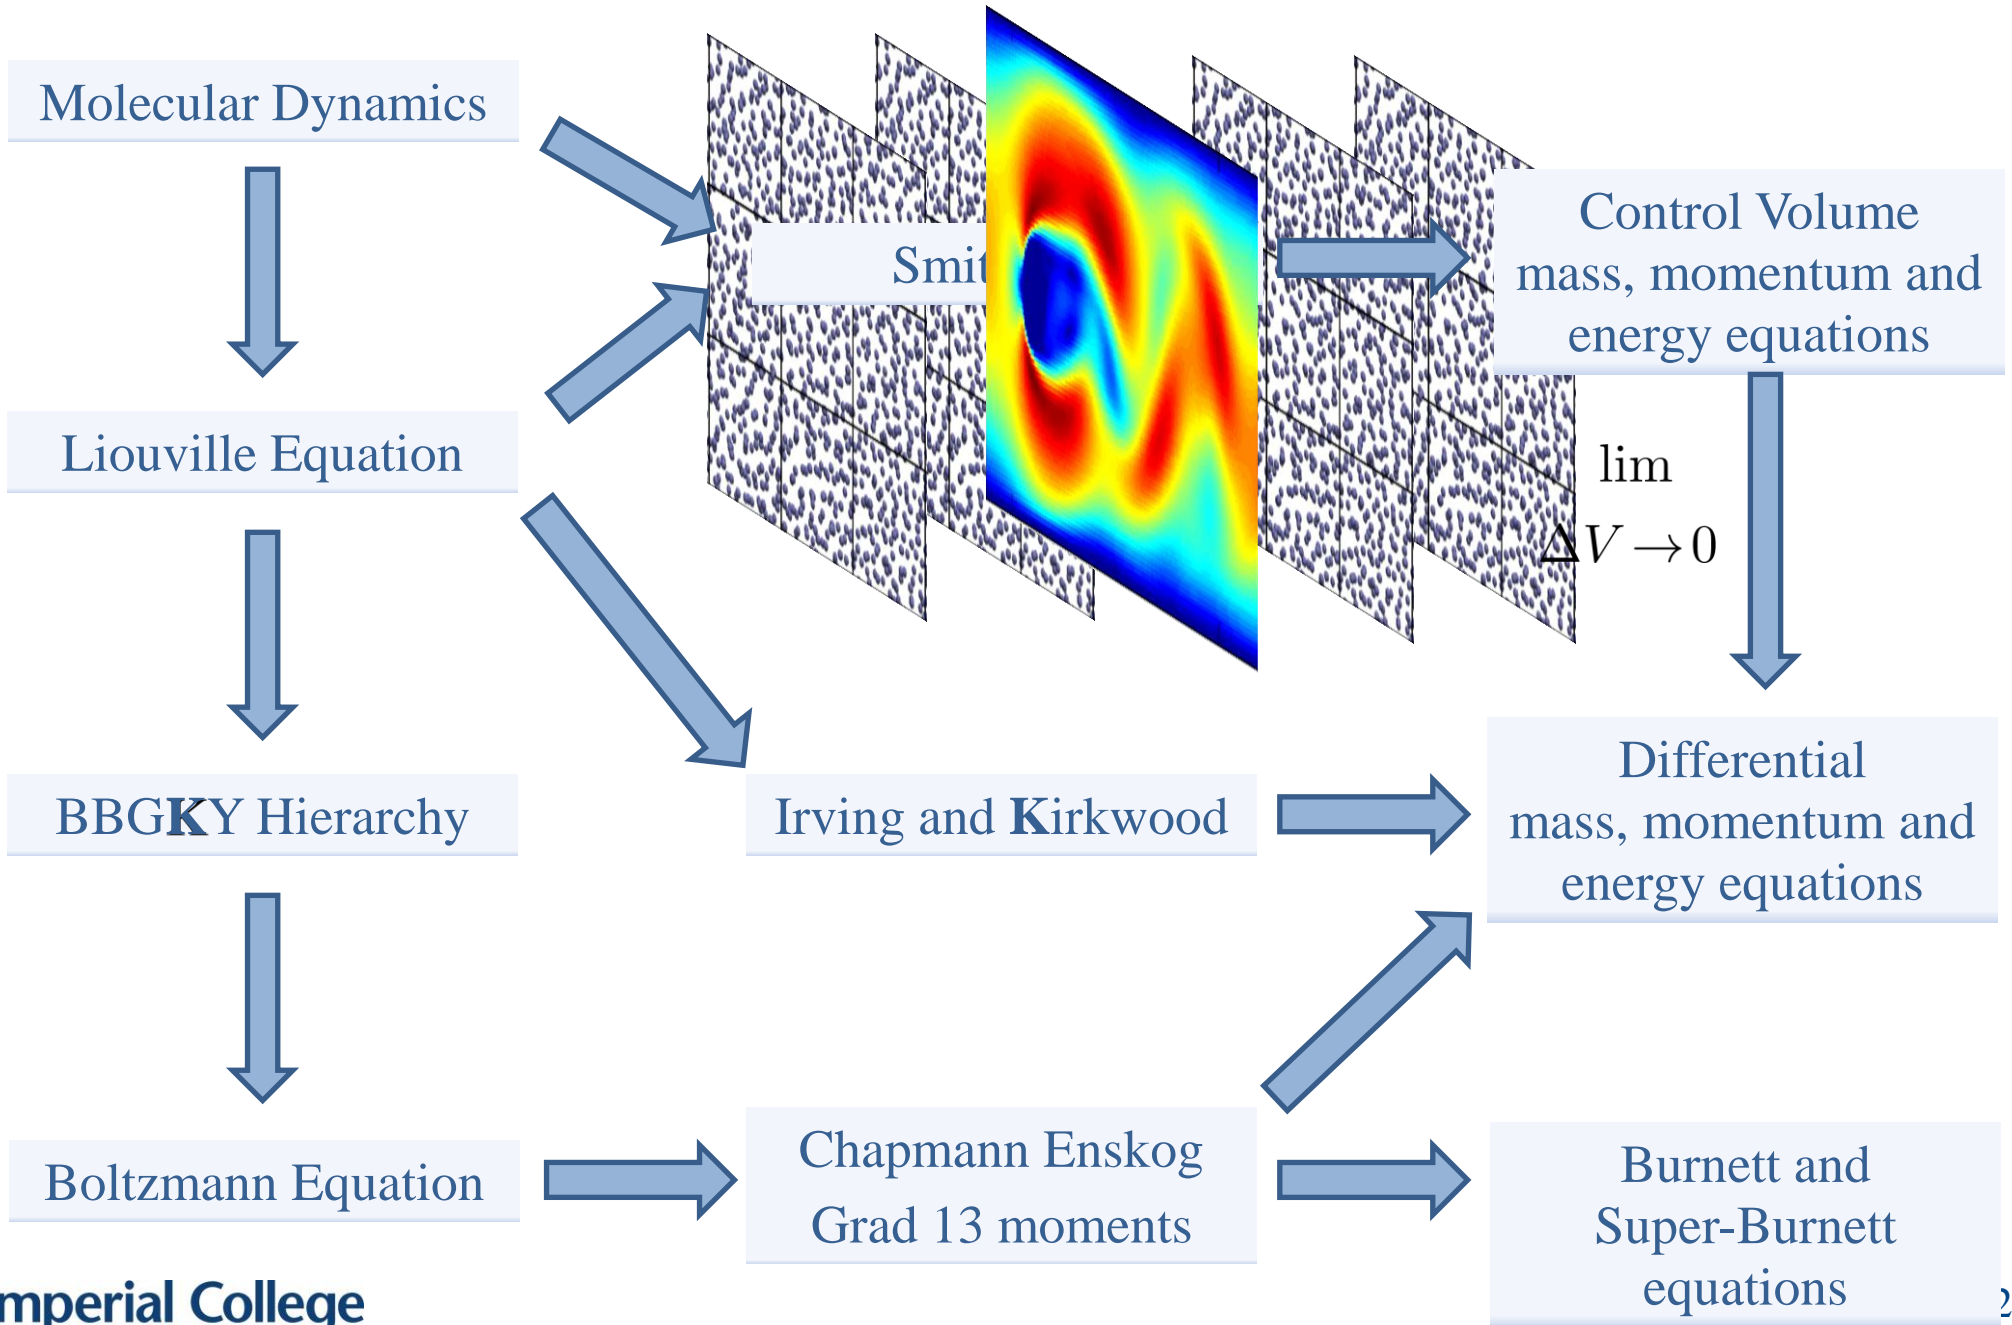 Molecular Dynamics
Control Volume
mass, momentum and
energy equations
Liouville Equation
lim
ΔV → 0
Differential
mass, momentum and
energy equations
BBGKY Hierarchy
Irving and Kirkwood
Boltzmann Equation
Chapmann Enskog
Grad 13 moments
Burnett and
Super-Burnett
equations
Imperial College